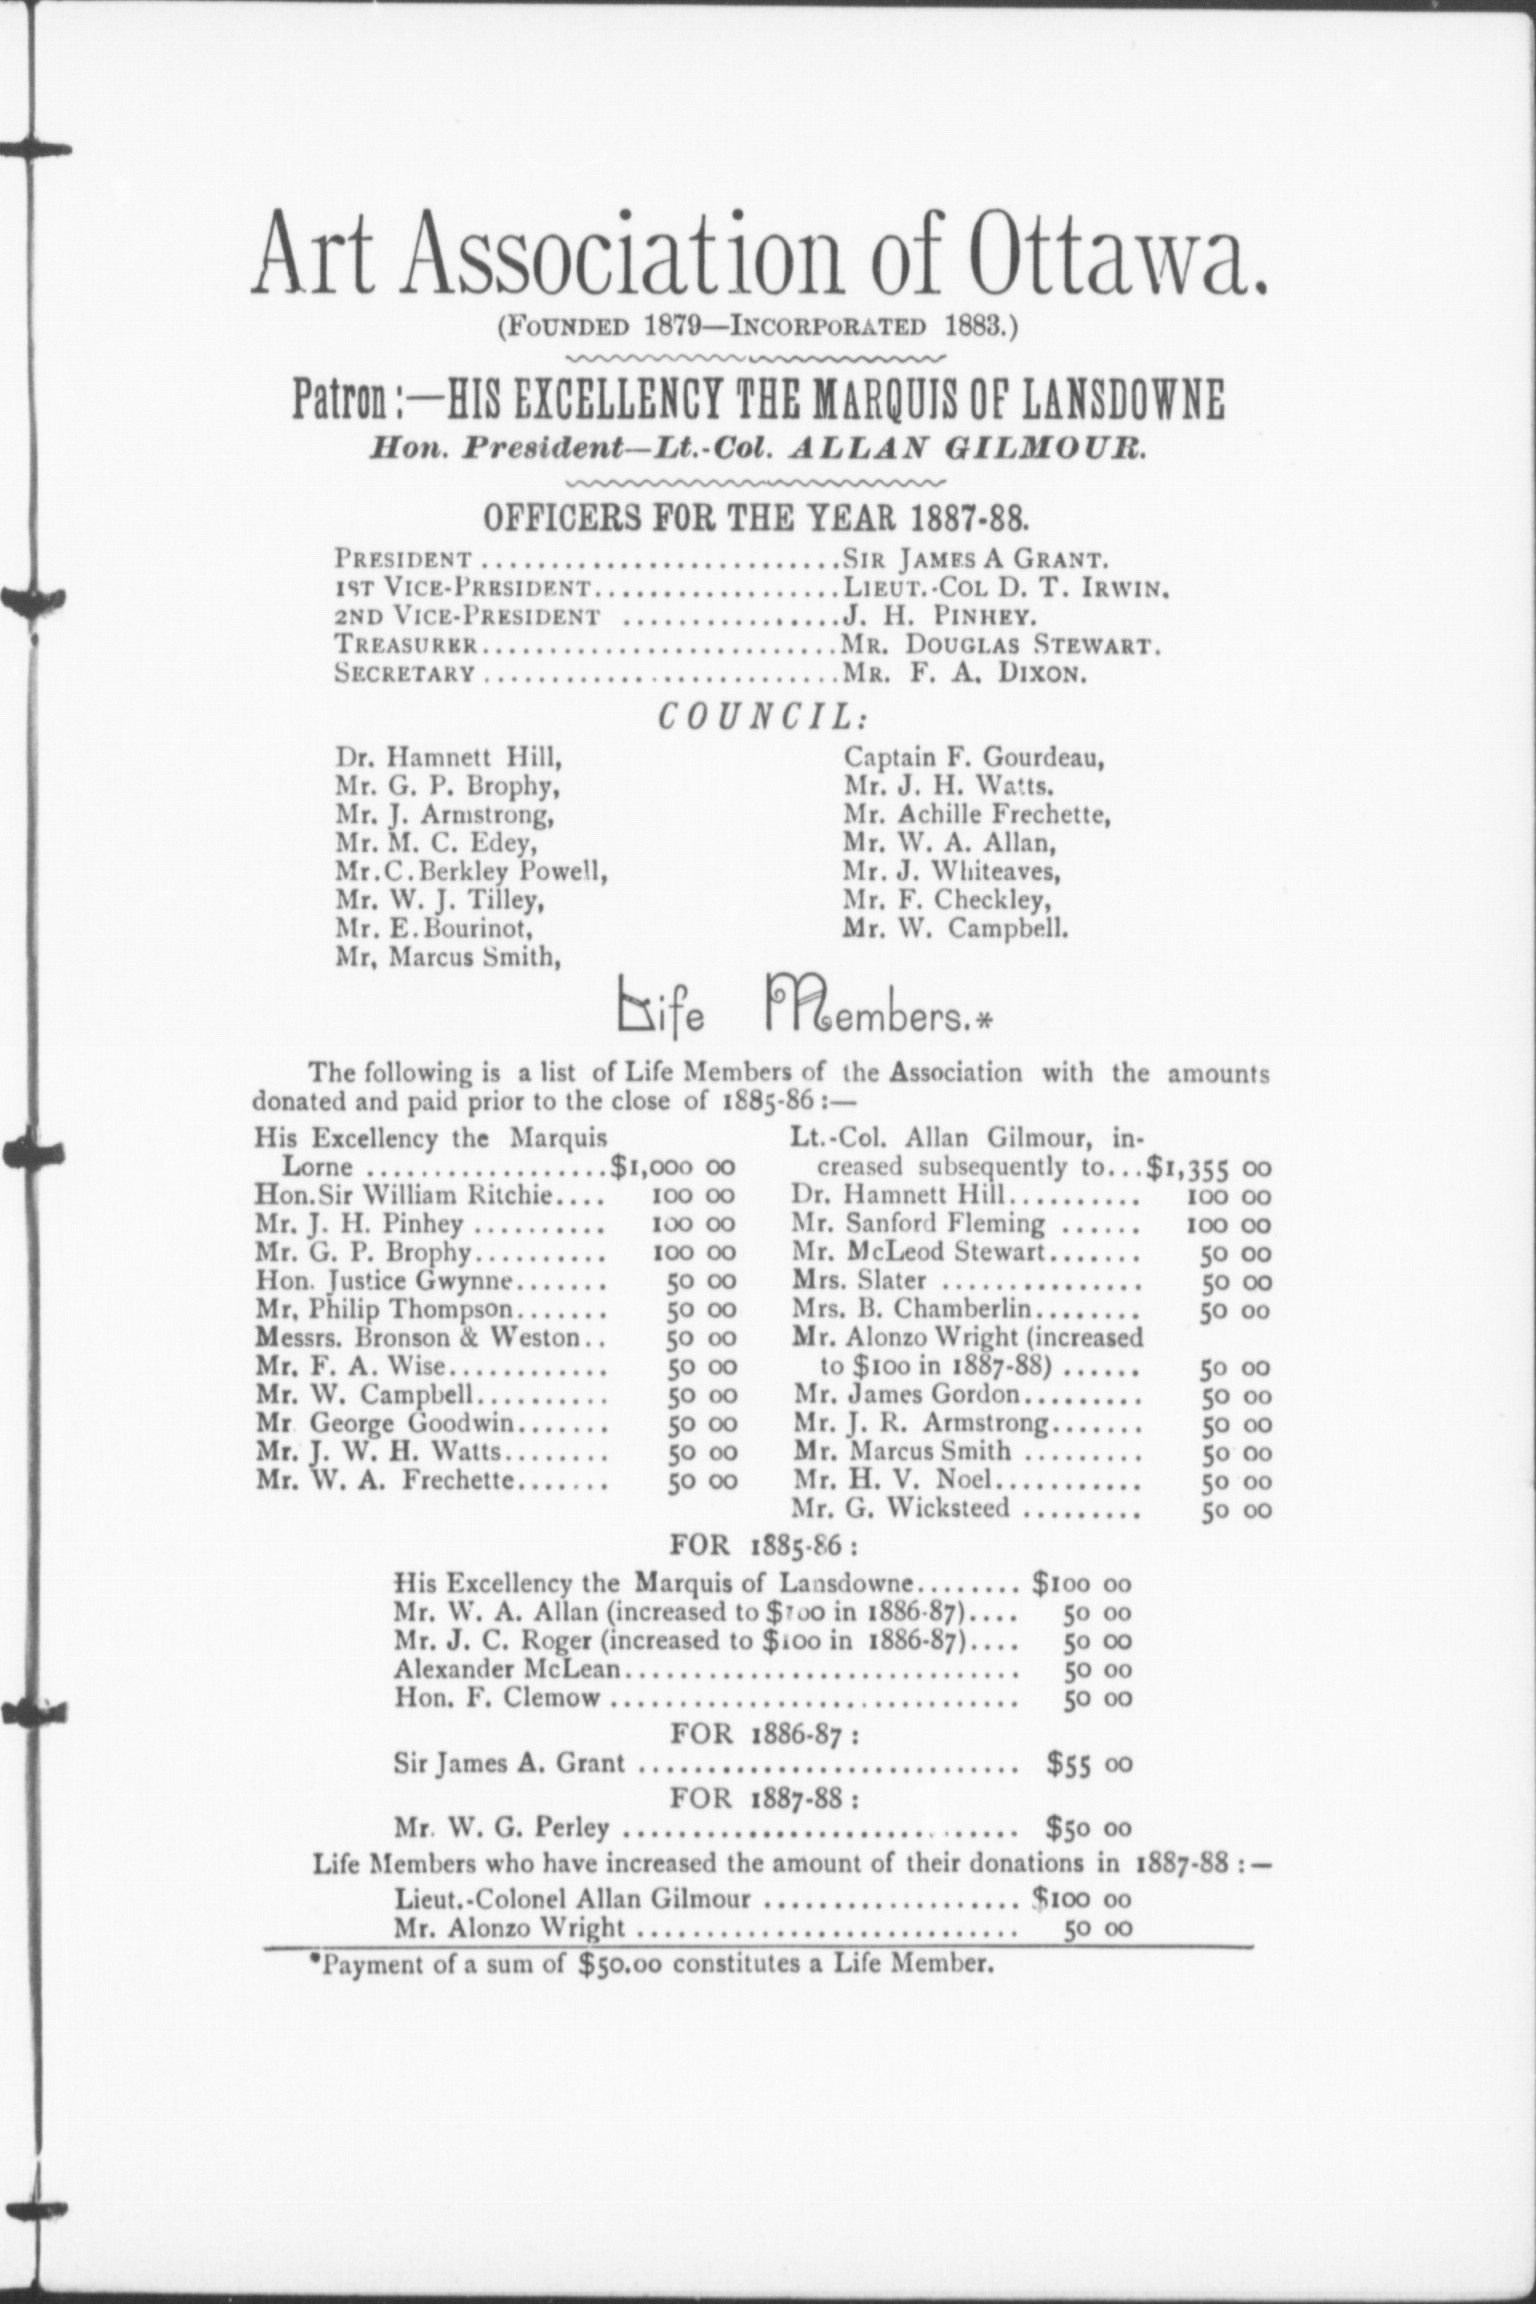 Art Association of Ottawa.
(FOUNDED 1879—INCORPORATED 1883.)
Patron:—HIS EXCELLENCY THE MARQUIS OF LANSDOWNE
Hon. President—Lt.-Col. ALLAN GILMOUR.
OFFICERS FOR THE YEAR 1887-88.
PRESIDENT ..........................SIR JAMES A GRANT.
1ST VICE-PRESIDENT..................LIEUT.-COL D. T. IRWIN.
2ND VICE-PRESIDENT ................J. H. PINHEY.
TREASURER..........................MR. DOUGLAS STEWART.
SECRETARY..........................MR. F. A. DIXON.
COUNCIL:
Dr. Hamnett Hill,
Mr. G. P. Brophy,
Mr. J. Armstrong,
Mr. M. C. Edey,
Mr.C.Berkley Powell,
Mr. W. J. Tilley,
Mr. E.Bourinot,
Mr, Marcus Smith,
Captain F. Gourdeau,
Mr. J. H. Watts.
Mr. Achille Frechette,
Mr. W. A. Allan,
Mr. J. Whiteaves,
Mr. F. Checkley,
Mr. W. Campbell.
Life Members.*
The following is a list of Life Members of the Association with the amounts
donated and paid prior to the close of 1885-86:—
His Excellency the Marquis
Lorne ..................$1,000 00
Hon.Sir William Ritchie.... 100 00
Mr. J. H. Pinhey .......... 100 00
Mr. G. P. Brophy.......... 100 00
Hon. Justice Gwynne....... 50 00
Mr, Philip Thompson....... 50 00
Messrs. Bronson & Weston.. 50 00
Mr. F. A. Wise............ 50 00
Mr. W. Campbell.......... 50 00
Mr George Goodwin....... 50 00
Mr. J. W. H. Watts........ 50 00
Mr. W. A. Frechette....... 50 00
Lt.-Col. Allan Gilmour, in-
creased subsequently to...$1,355 00
Dr. Hamnett Hill.......... 100 00
Mr. Sanford Fleming ...... 100 00
Mr. McLeod Stewart....... 50 00
Mrs. Slater ............... 50 00
Mrs. B. Chamberlin........ 50 00
Mr. Alonzo Wright (increased
to $100 in 1887-88) ...... 50 00
Mr. James Gordon......... 50 00
Mr. J. R. Armstrong....... 50 00
Mr. Marcus Smith ......... 50 00
Mr. H. V. Noel........... 50 00
Mr. G. Wicksteed ......... 50 00
FOR 1885-86:
His Excellency the Marquis of Lansdowne........ $100 00
Mr. W. A. Allan (increased to $100 in 1886-87).... 50 00
Mr. J. C. Roger (increased to $100 in 1886-87).... 50 00
Alexander McLean............................. 50 00
Hon. F. Clemow .............................. 50 00
FOR 1886-87:
Sir James A. Grant ............................ $55 00
FOR 1887-88:
Mr. W. G. Perley ............................. $50 00
Life Members who have increased the amount of their donations in 1887-88:—
Lieut.-Colonel Allan Gilmour ................... $100 00
Mr. Alonzo Wright ............................ 50 00
*Payment of a sum of $50.00 constitutes a Life Member.